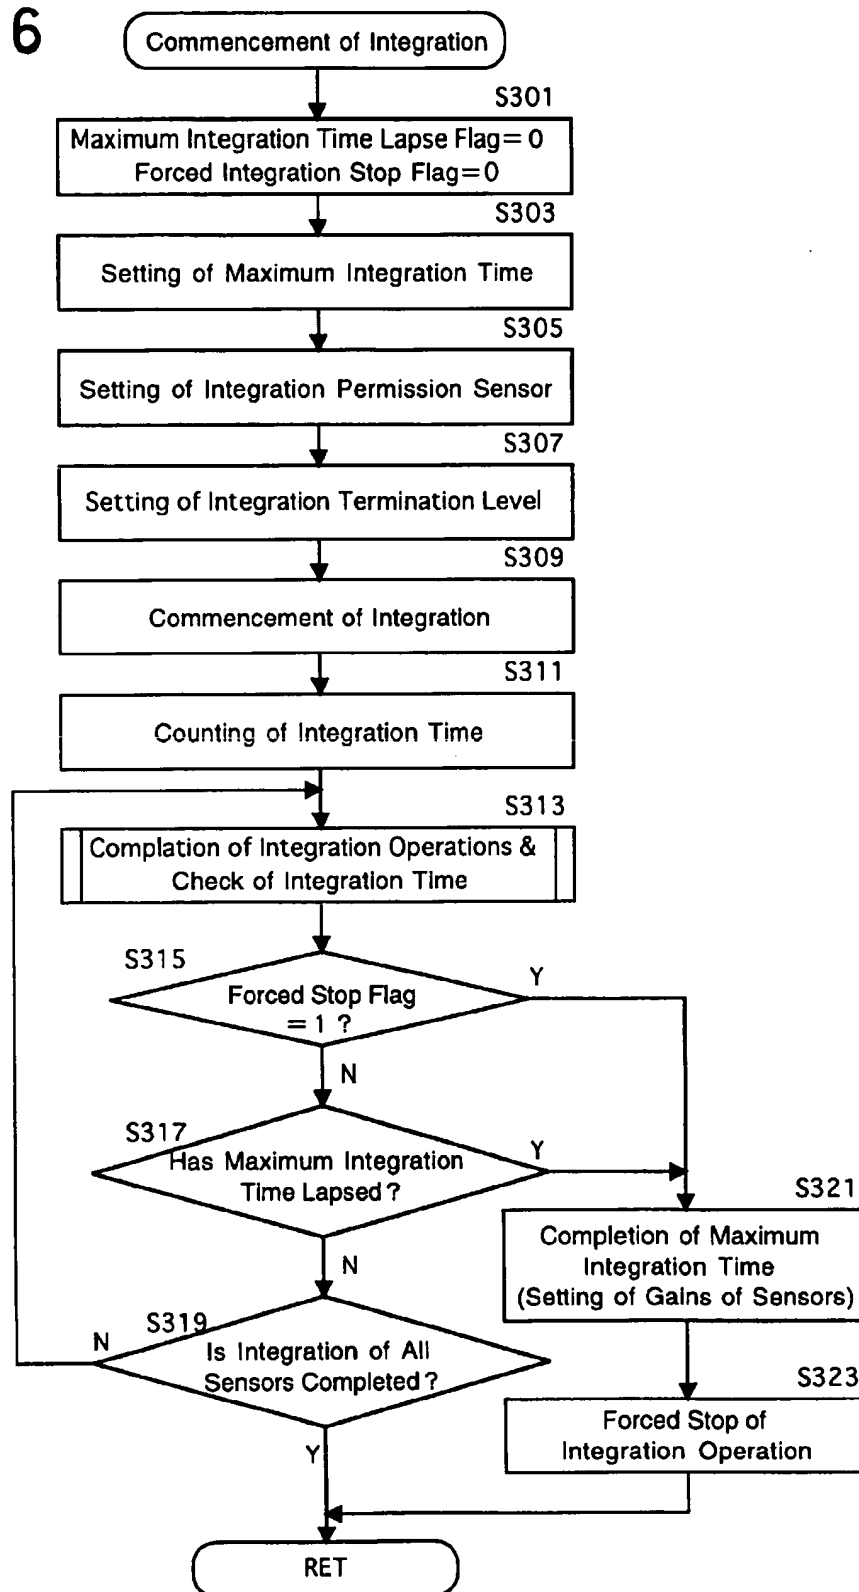 6
Commencement of Integration
S301
Maximum Integration Time Lapse Flag=0
Forced Integration Stop Flag=0
S303
Setting of Maximum Integration Time
S305
Setting of Integration Permission Sensor
S307
Setting of Integration Termination Level
S309
Commencement of Integration
S311
Counting of Integration Time
S313
Complation of Integration Operations &
Check of Integration Time
S315
Forced Stop Flag
=1 ?
Y
N
S317
Has Maximum Integration
Time Lapsed ?
Y
N
S321
Completion of Maximum
Integration Time
(Setting of Gains of Sensors)
S319
N
Is Integration of All
Sensors Completed ?
Y
S323
Forced Stop of
Integration Operation
RET